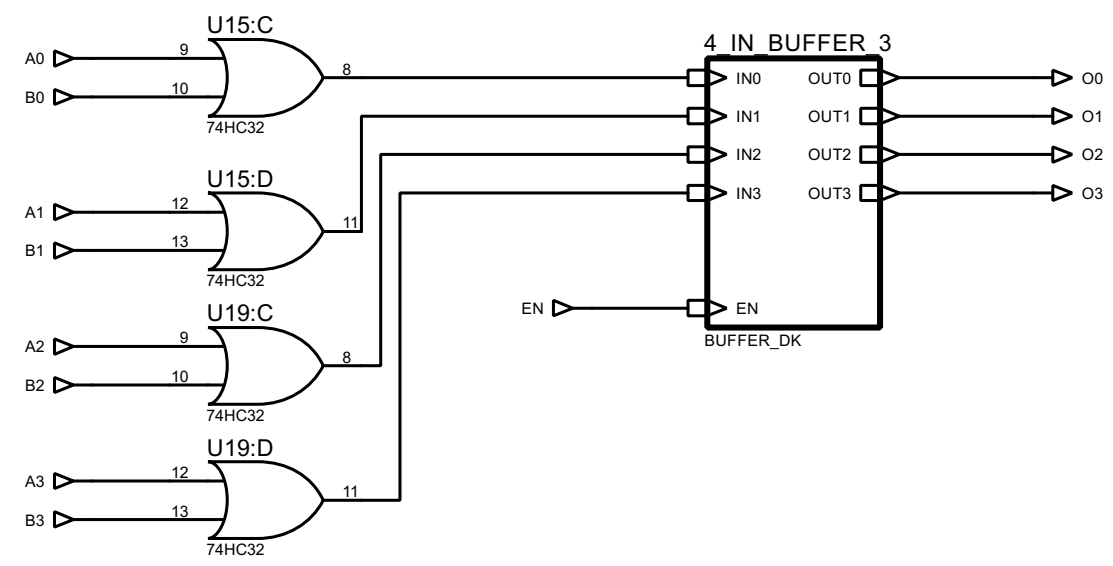 U15:C
4_IN_BUFFER_3
A0
9
B0
10
8
74HC32
IN0
OUT0
O0
IN1
OUT1
O1
IN2
OUT2
O2
IN3
OUT3
O3
U15:D
A1
12
B1
13
11
74HC32
EN
EN
BUFFER_DK
U19:C
A2
9
B2
10
8
74HC32
U19:D
A3
12
B3
13
11
74HC32